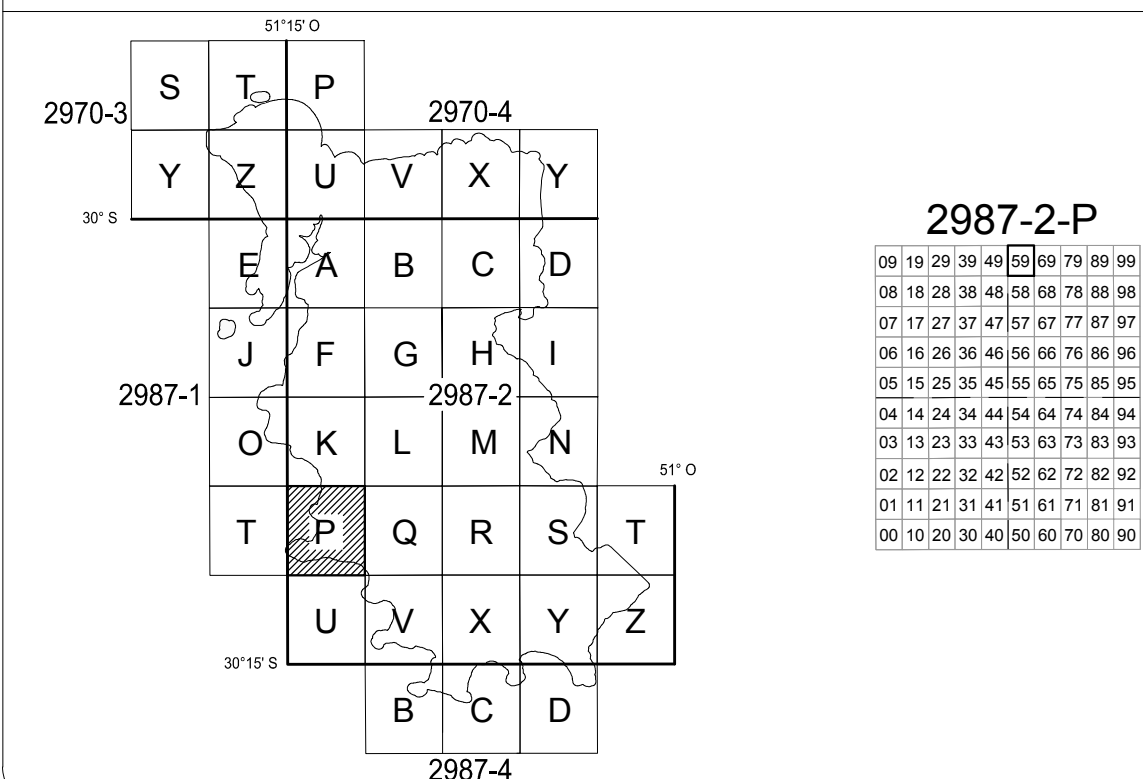 51°15' O
S T P
2970-3 2970-4
Y Z U V X Y
30° S
E A B C D
J F G H I
2987-1 2987-2
O K L M N
51° O
T P Q R S T
U V X Y Z
30°15' S
B C D
2987-4
2987-2-P
09 19 29 39 49 59 69 79 89 99
08 18 28 38 48 58 68 78 88 98
07 17 27 37 47 57 67 77 87 97
06 16 26 36 46 56 66 76 86 96
05 15 25 35 45 55 65 75 85 95
04 14 24 34 44 54 64 74 84 94
03 13 23 33 43 53 63 73 83 93
02 12 22 32 42 52 62 72 82 92
01 11 21 31 41 51 61 71 81 91
00 10 20 30 40 50 60 70 80 90